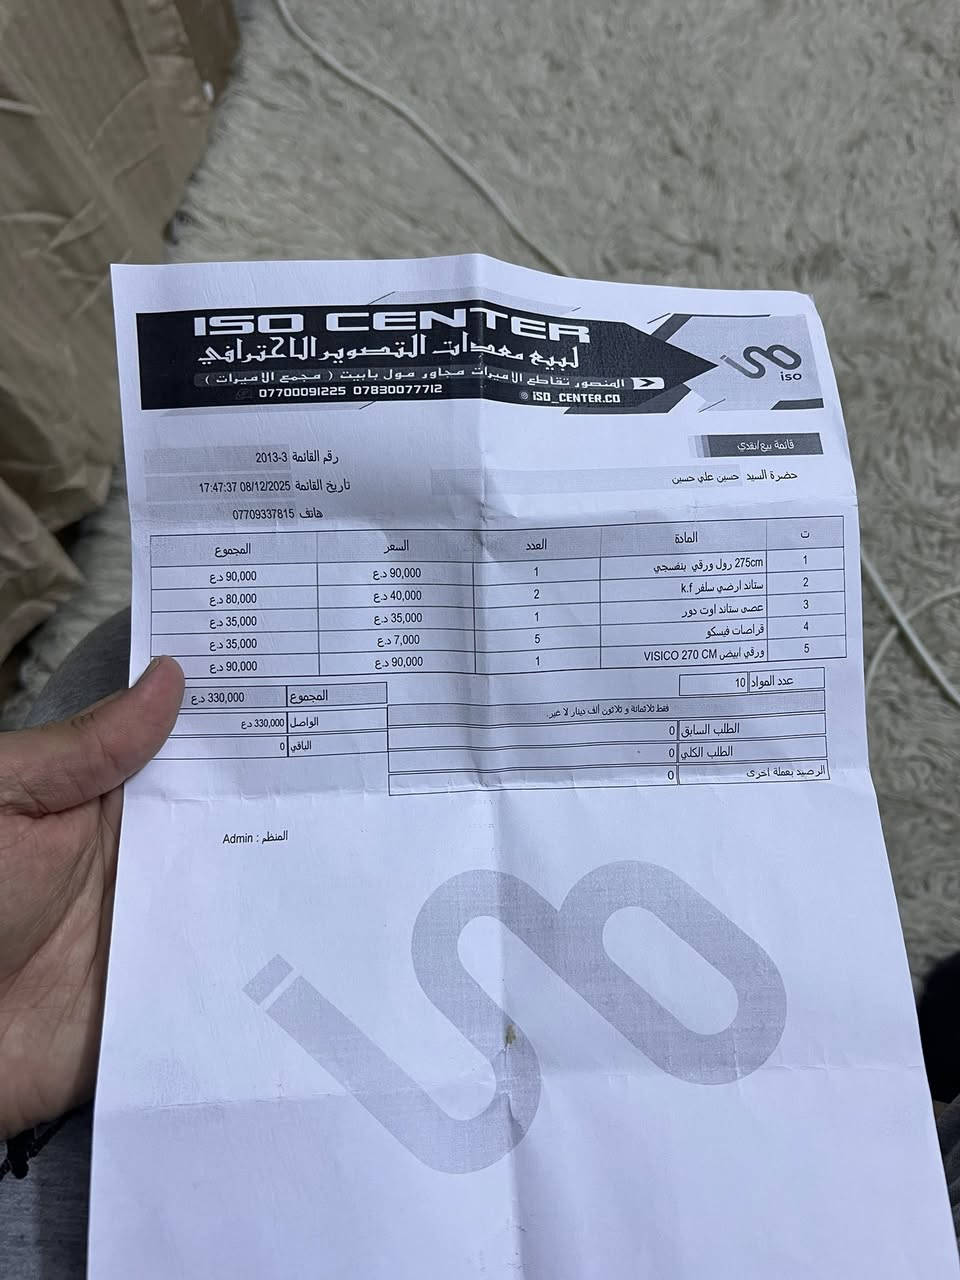 ISO CENTER
لبيع معدات التصوير الاحترافي
المنصور تقاطع الاميرات مجاور مول بابيت ( مجمع الاميرات )
07700091225 07830077712
iSO_CENTER.CO
iso
قائمة بيع/نقدي
رقم القائمة 3-2013
حضرة السيد حسين علي حسين
تاريخ القائمة 08/12/2025 17:47:37
هاتف 07709337815
ت المادة العدد السعر المجموع
1 275cm رول ورقي بنفسجي 1 90,000 د.ع 90,000 د.ع
2 ستاند ارضي سلفر k.f 2 40,000 د.ع 80,000 د.ع
3 عصى ستاند اوت دور 1 35,000 د.ع 35,000 د.ع
4 قراصات فيسكو 5 7,000 د.ع 35,000 د.ع
5 ورقي ابيض VISICO 270 CM 1 90,000 د.ع 90,000 د.ع
عدد المواد 10
المجموع 330,000 د.ع
فقط ثلاثمائة و ثلاثون ألف دينار لا غير.
الواصل 330,000 د.ع
الطلب السابق 0
الباقي 0
الطلب الكلي 0
الرصيد بعملة اخرى 0
المنظم : Admin
iso